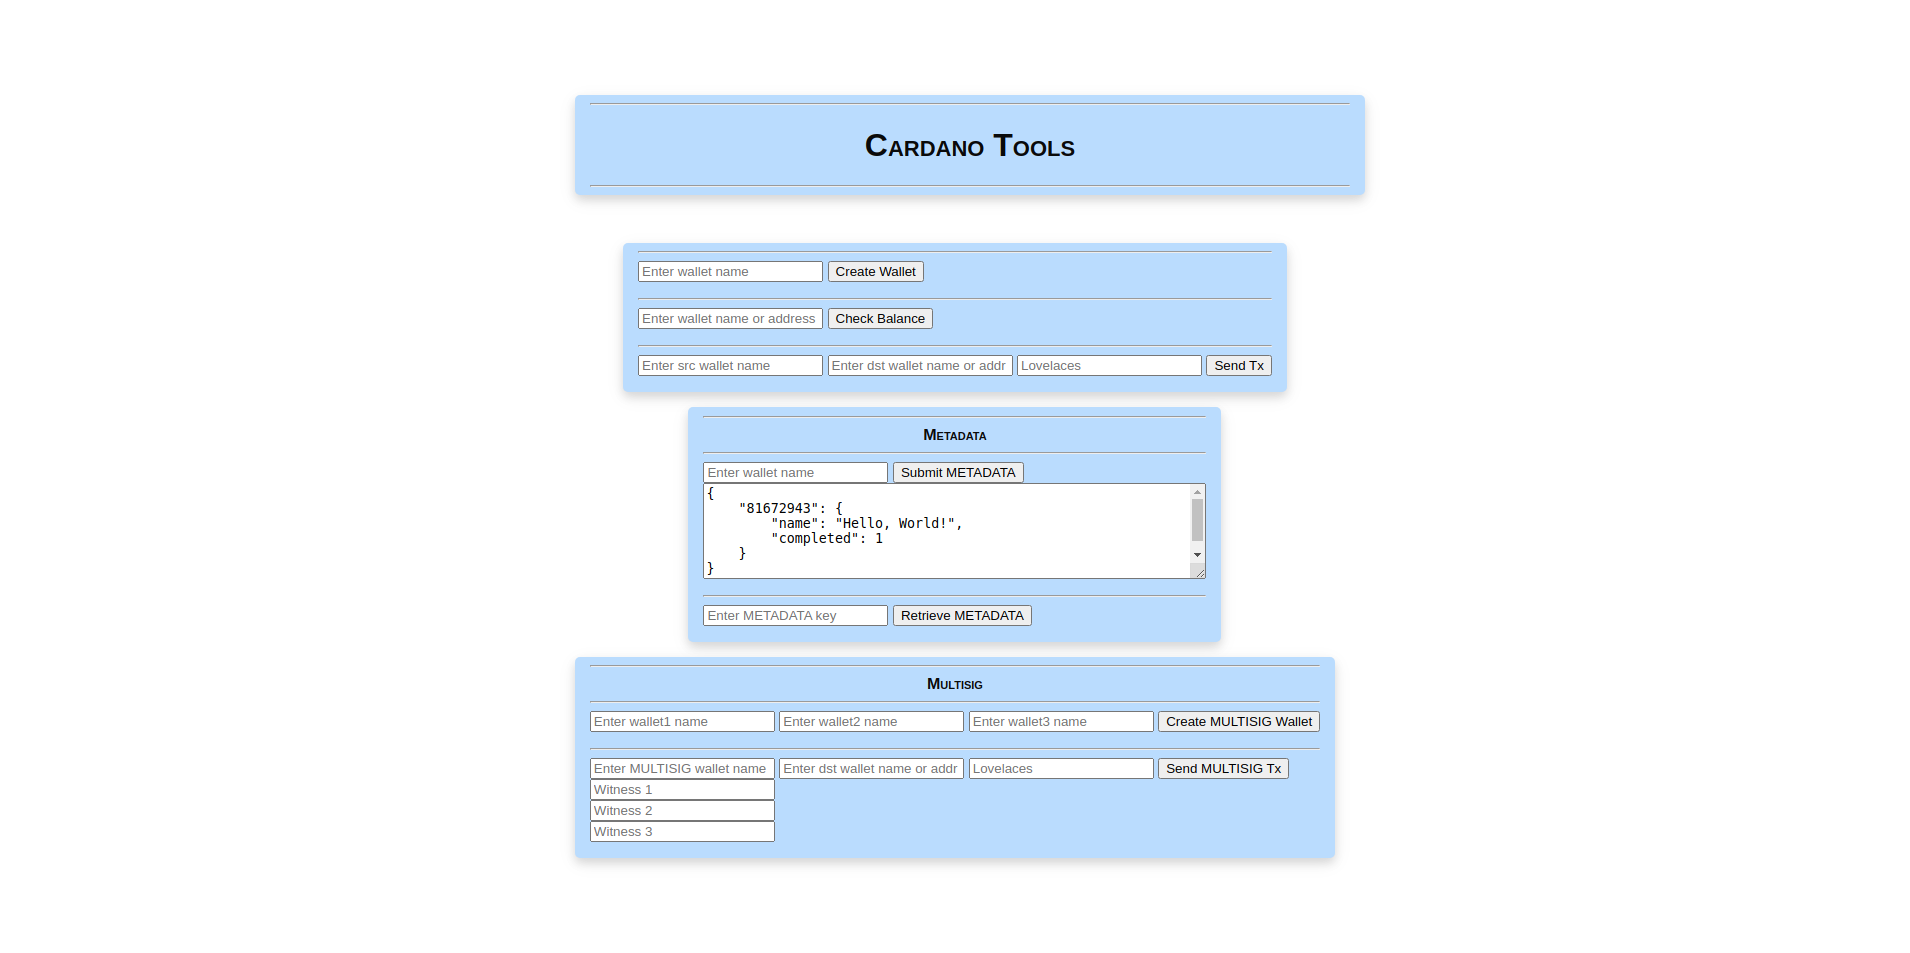 Cardano Tools
Enter wallet name Create Wallet
Enter wallet name or address Check Balance
Enter src wallet name Enter dst wallet name or addr Lovelaces Send Tx
Metadata
Enter wallet name Submit METADATA
{
    "81672943": {
        "name": "Hello, World!",
        "completed": 1
    }
}
Enter METADATA key Retrieve METADATA
Multisig
Enter wallet1 name Enter wallet2 name Enter wallet3 name Create MULTISIG Wallet
Enter MULTISIG wallet name Enter dst wallet name or addr Lovelaces Send MULTISIG Tx
Witness 1
Witness 2
Witness 3